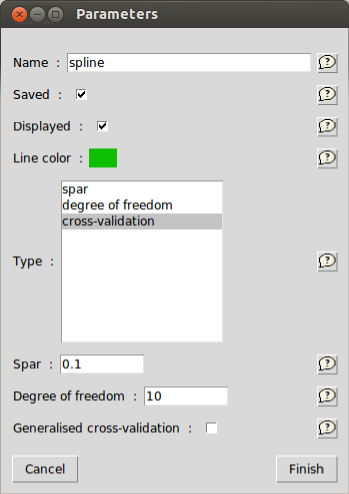 Parameters
Name : spline
Saved :
Displayed :
Line color :
spar
degree of freedom
cross-validation
Type :
Spar : 0.1
Degree of freedom : 10
Generalised cross-validation :
Cancel Finish